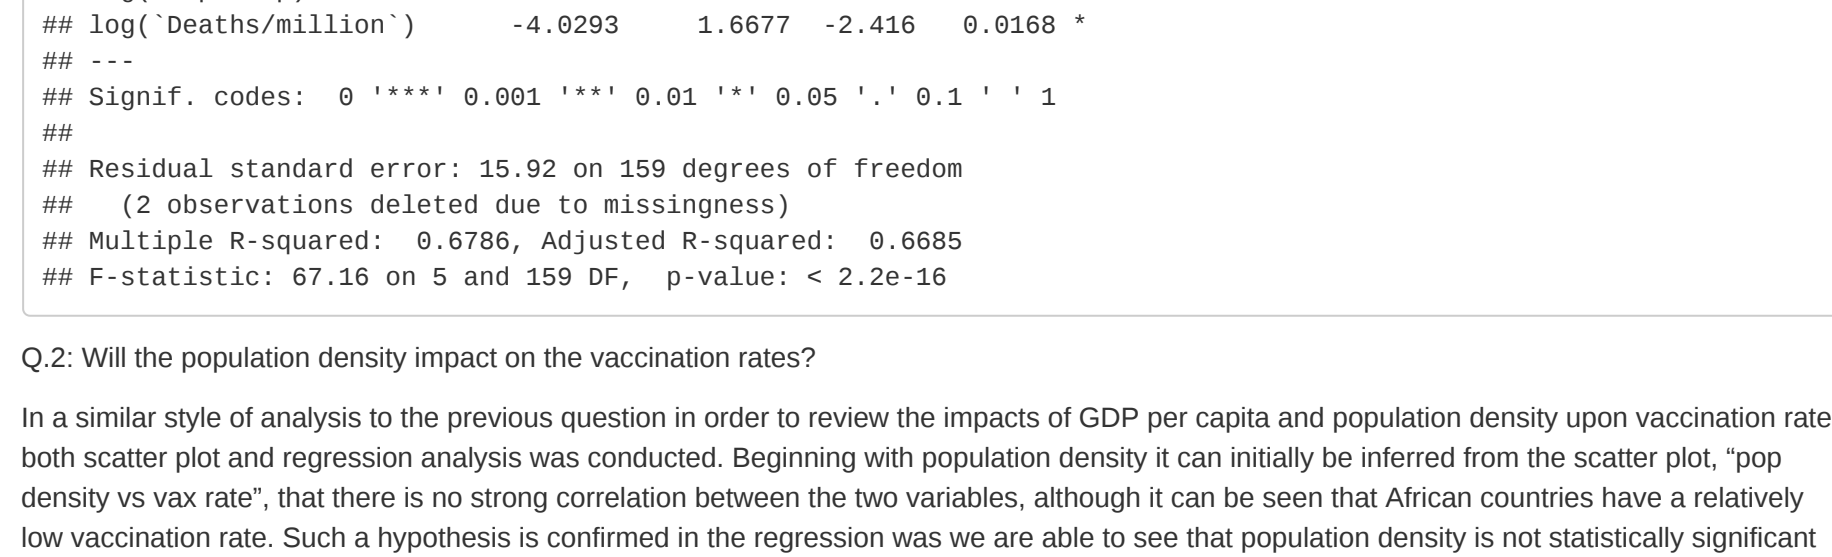 ## log(`Deaths/million`)      -4.0293     1.6677  -2.416   0.0168 *
## ---
## Signif. codes:  0 '***' 0.001 '**' 0.01 '*' 0.05 '.' 0.1 ' ' 1
##
## Residual standard error: 15.92 on 159 degrees of freedom
##   (2 observations deleted due to missingness)
## Multiple R-squared:  0.6786, Adjusted R-squared:  0.6685
## F-statistic: 67.16 on 5 and 159 DF,  p-value: < 2.2e-16
Q.2: Will the population density impact on the vaccination rates?
In a similar style of analysis to the previous question in order to review the impacts of GDP per capita and population density upon vaccination rate
both scatter plot and regression analysis was conducted. Beginning with population density it can initially be inferred from the scatter plot, “pop
density vs vax rate”, that there is no strong correlation between the two variables, although it can be seen that African countries have a relatively
low vaccination rate. Such a hypothesis is confirmed in the regression was we are able to see that population density is not statistically significant